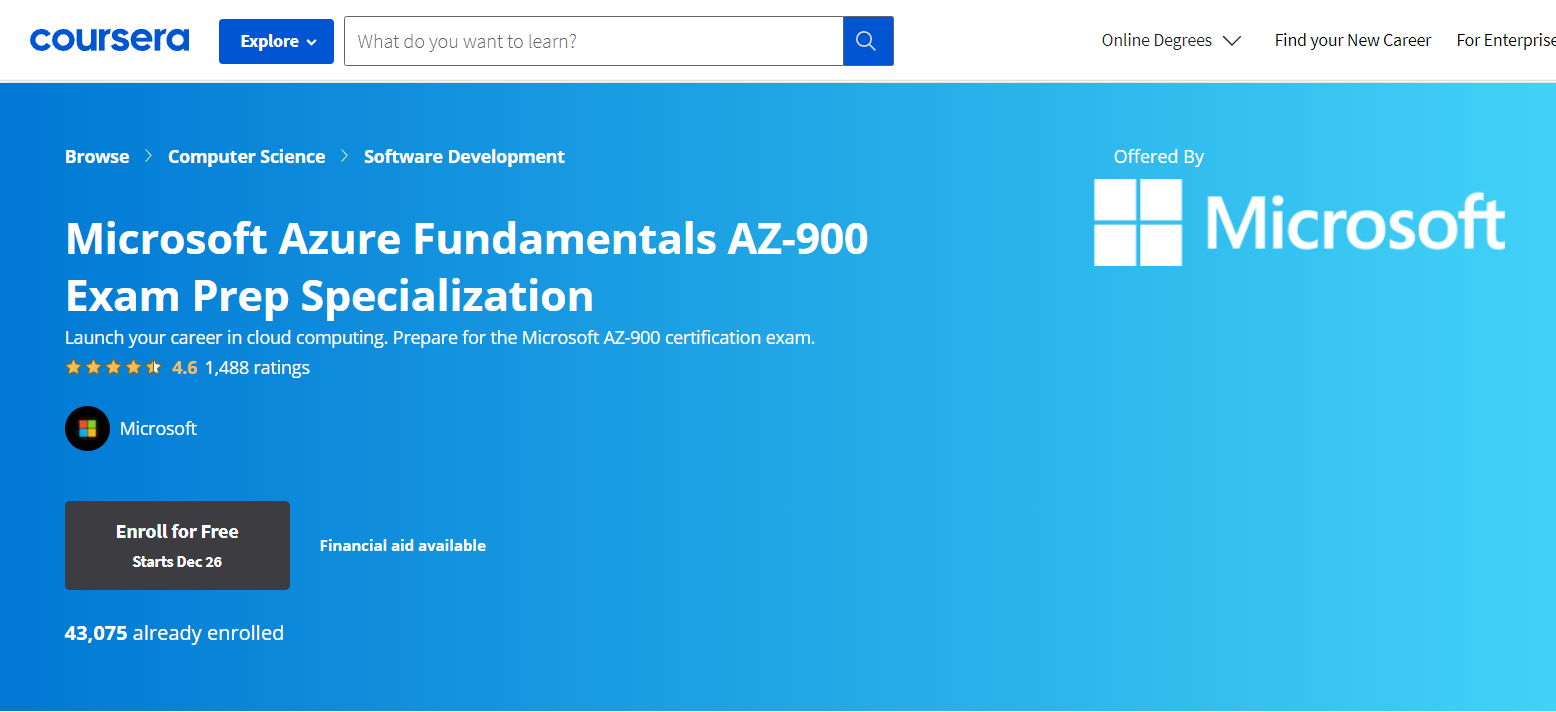 coursera
Explore
What do you want to learn?
Online Degrees
Find your New Career
For Enterprise
Browse
Computer Science
Software Development
Offered By
Microsoft
Microsoft Azure Fundamentals AZ-900
Exam Prep Specialization
Launch your career in cloud computing. Prepare for the Microsoft AZ-900 certification exam.
4.6 1,488 ratings
Microsoft
Enroll for Free
Starts Dec 26
Financial aid available
43,075 already enrolled